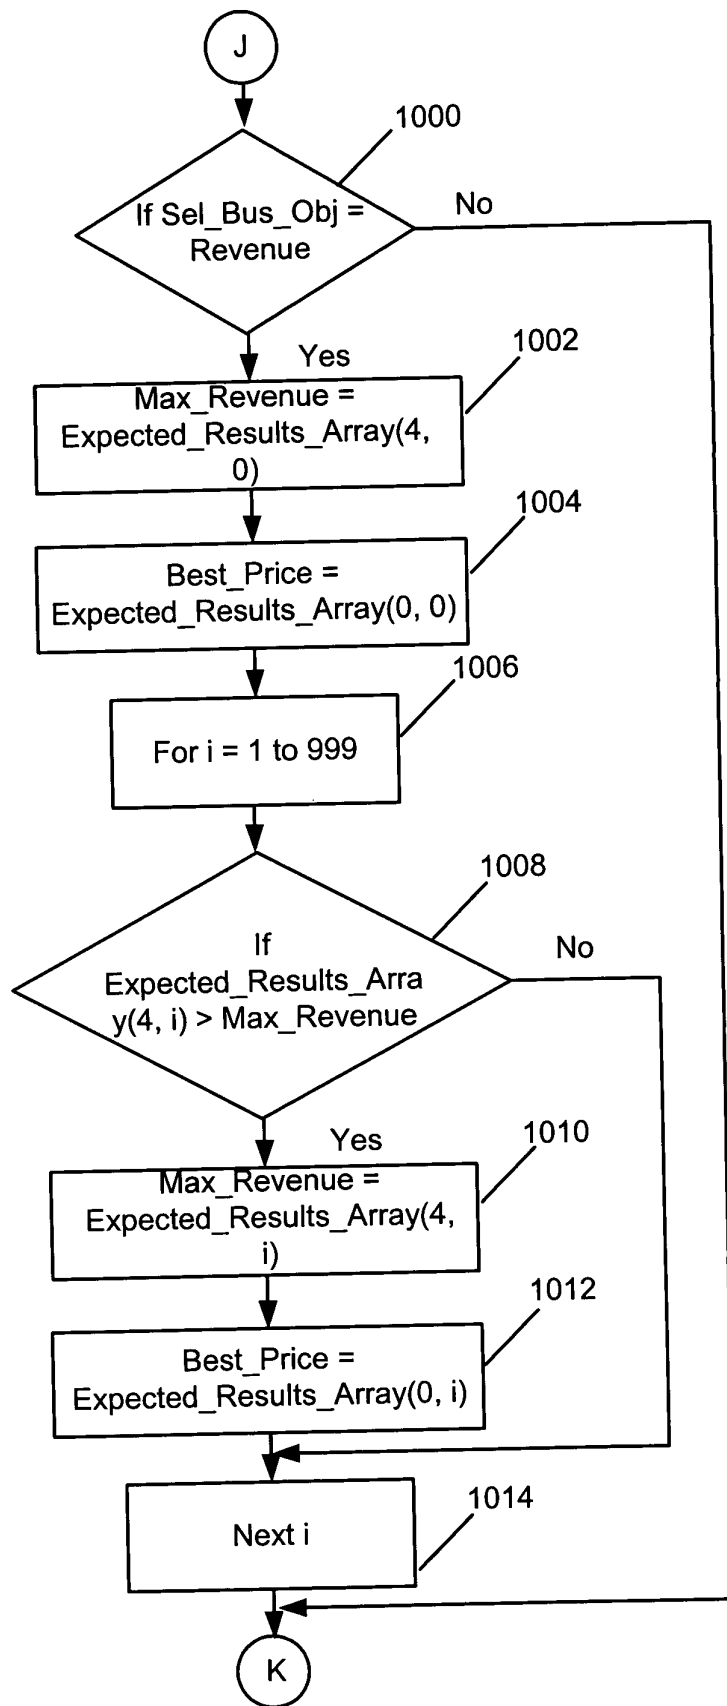 J
1000
If Sel_Bus_Obj =
Revenue
No
Yes
1002
Max_Revenue =
Expected_Results_Array(4,
0)
1004
Best_Price =
Expected_Results_Array(0, 0)
1006
For i = 1 to 999
1008
If
Expected_Results_Arra
y(4, i) > Max_Revenue
No
Yes
1010
Max_Revenue =
Expected_Results_Array(4,
i)
1012
Best_Price =
Expected_Results_Array(0, i)
1014
Next i
K